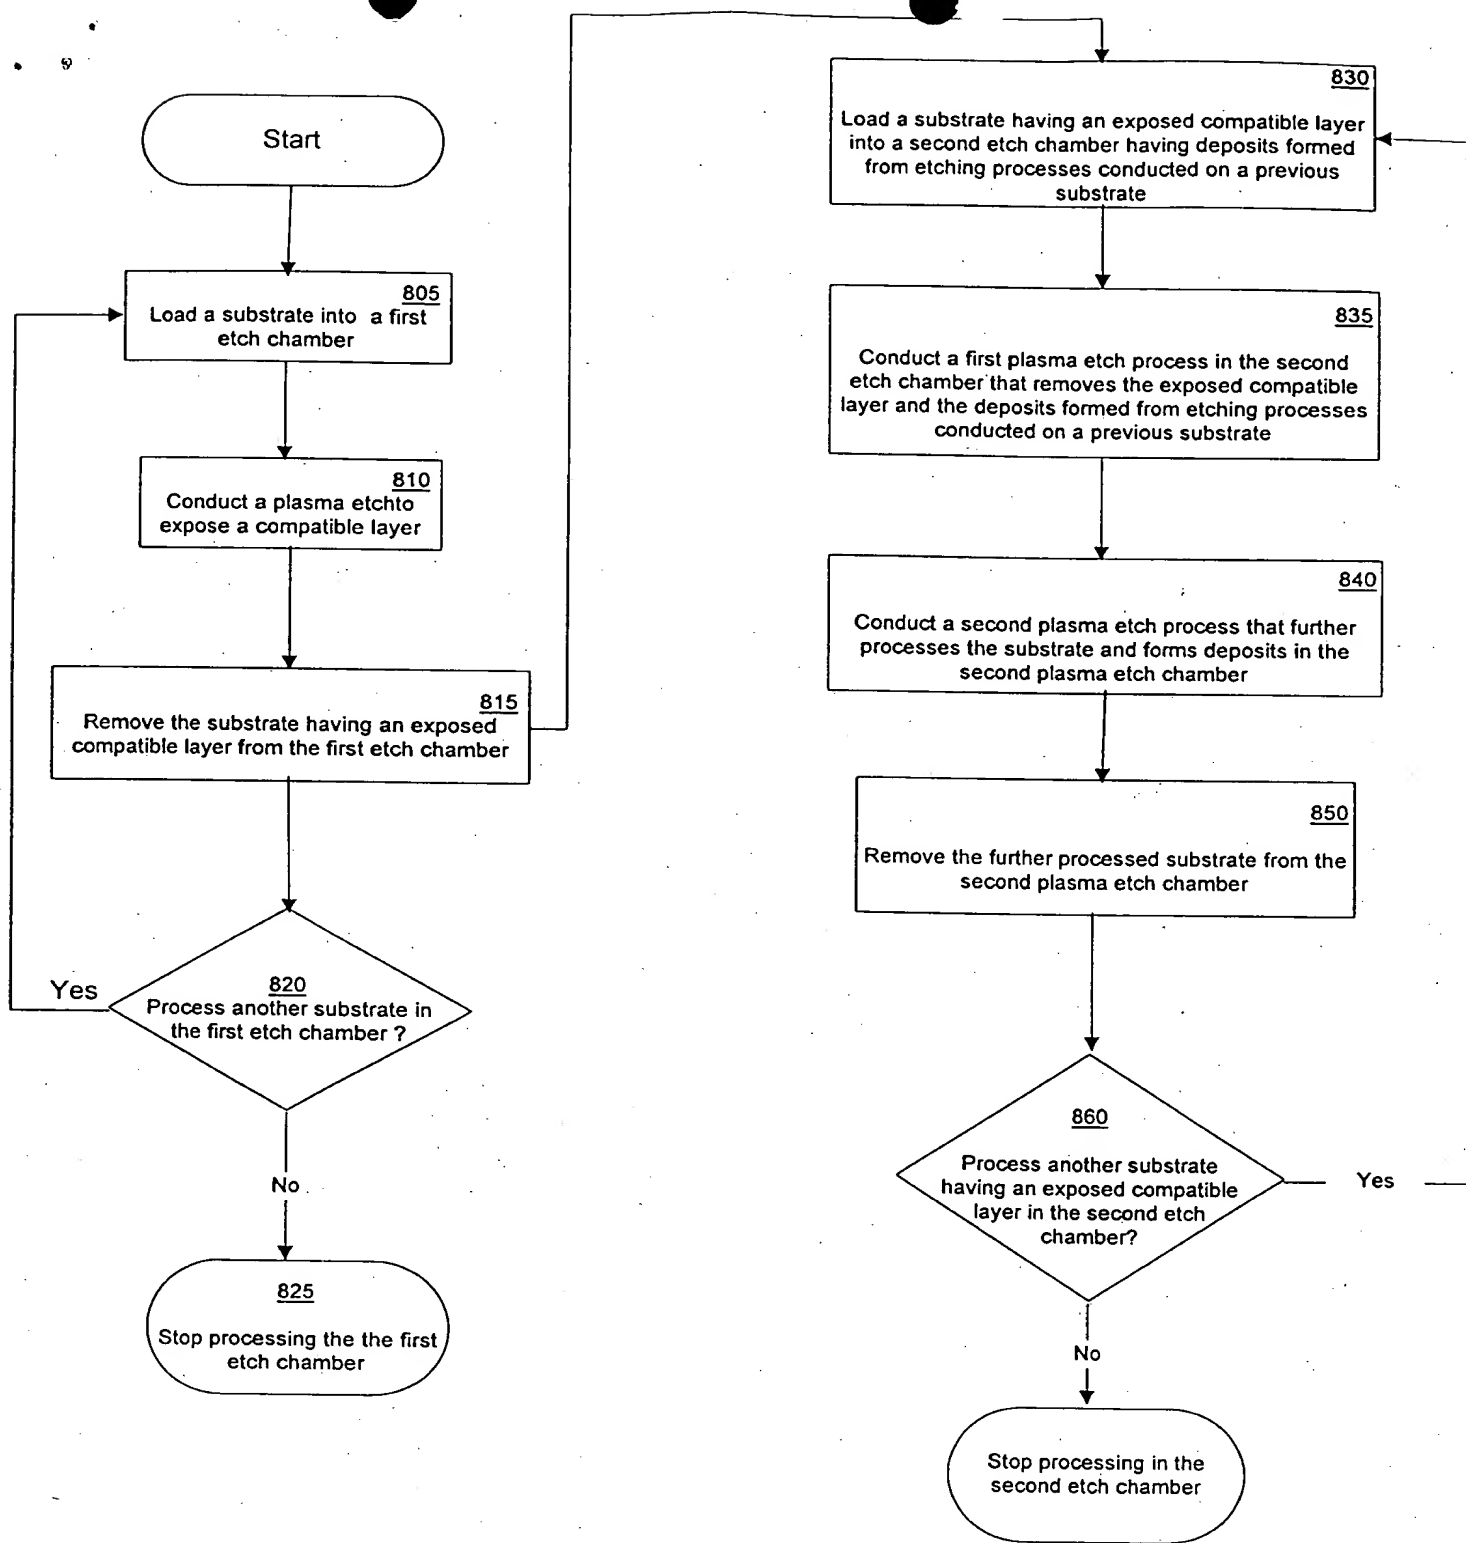 Start
805
Load a substrate into a first
etch chamber
810
Conduct a plasma etchto
expose a compatible layer
815
Remove the substrate having an exposed
compatible layer from the first etch chamber
820
Process another substrate in
the first etch chamber ?
Yes
No
825
Stop processing the the first
etch chamber
830
Load a substrate having an exposed compatible layer
into a second etch chamber having deposits formed
from etching processes conducted on a previous
substrate
835
Conduct a first plasma etch process in the second
etch chamber that removes the exposed compatible
layer and the deposits formed from etching processes
conducted on a previous substrate
840
Conduct a second plasma etch process that further
processes the substrate and forms deposits in the
second plasma etch chamber
850
Remove the further processed substrate from the
second plasma etch chamber
860
Process another substrate
having an exposed compatible
layer in the second etch
chamber?
Yes
No
Stop processing in the
second etch chamber